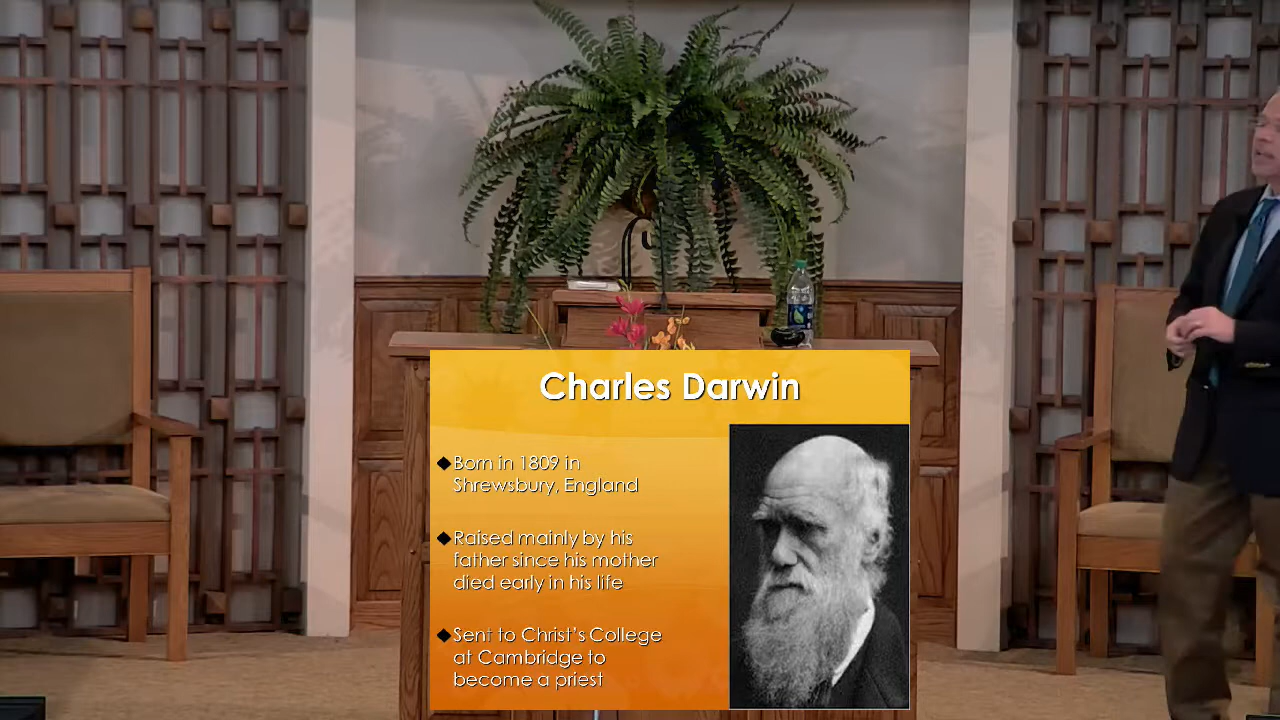 Charles Darwin
Born in 1809 in
Shrewsbury, England
Raised mainly by his
father since his mother
died early in his life
Sent to Christ's College
at Cambridge to
become a priest